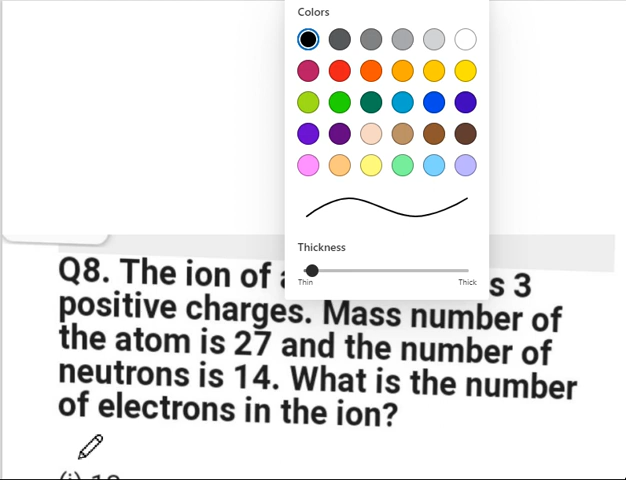 Colors
Thickness
Thin Thick
Q8. The ion of s 3
positive charges. Mass number of
the atom is 27 and the number of
neutrons is 14. What is the number
of electrons in the ion?